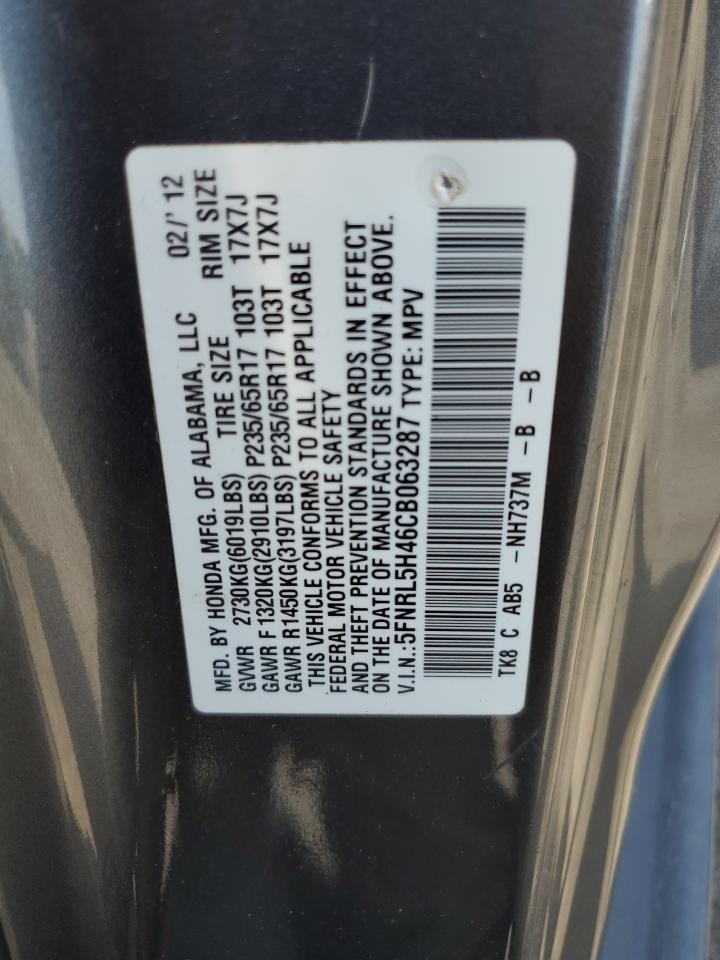 MFD. BY HONDA MFG. OF ALABAMA, LLC 02/' 12
GVWR 2730KG(6019LBS) TIRE SIZE RIM SIZE
GAWR F 1320KG(2910LBS) P235/65R17 103T 17X7J
GAWR R1450KG(3197LBS) P235/65R17 103T 17X7J
THIS VEHICLE CONFORMS TO ALL APPLICABLE
FEDERAL MOTOR VEHICLE SAFETY
AND THEFT PREVENTION STANDARDS IN EFFECT
ON THE DATE OF MANUFACTURE SHOWN ABOVE.
V.I.N.:5FNRL5H46CB063287 TYPE: MPV
TK8 C AB5 -NH737M -B -B